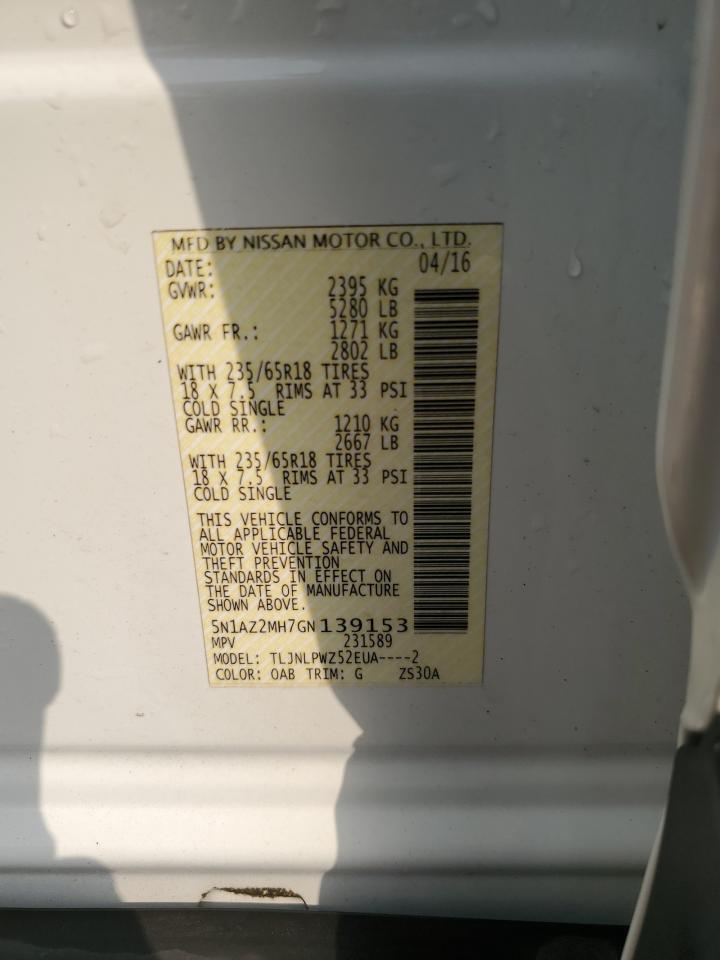 MFD BY NISSAN MOTOR CO., LTD.
DATE: 04/16
GVWR: 2395 KG
5280 LB
GAWR FR.: 1271 KG
2802 LB
WITH 235/65R18 TIRES
18 X 7.5 RIMS AT 33 PSI
COLD SINGLE
GAWR RR.: 1210 KG
2667 LB
WITH 235/65R18 TIRES
18 X 7.5 RIMS AT 33 PSI
COLD SINGLE
THIS VEHICLE CONFORMS TO
ALL APPLICABLE FEDERAL
MOTOR VEHICLE SAFETY AND
THEFT PREVENTION
STANDARDS IN EFFECT ON
THE DATE OF MANUFACTURE
SHOWN ABOVE.
5N1AZ2MH7GN139153
MPV 231589
MODEL: TLJNLPWZ52EUA----2
COLOR: QAB TRIM: G ZS30A